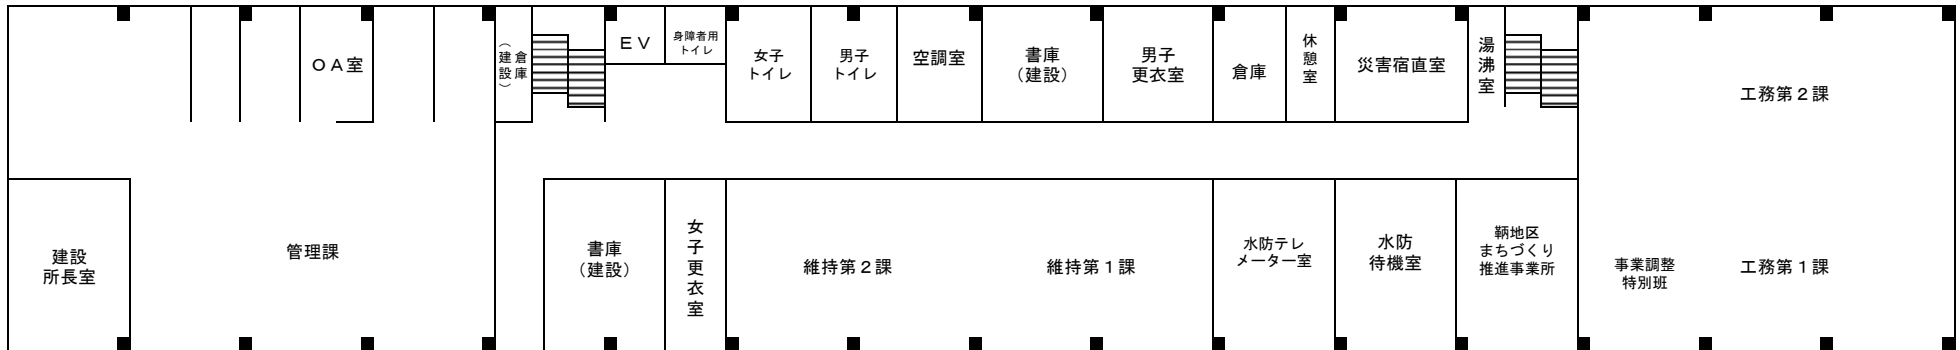 OA室
倉庫
（建設）
EV
身障者用
トイレ
女子
トイレ
男子
トイレ
空調室
書庫
（建設）
男子
更衣室
倉庫
休憩室
災害宿直室
湯沸室
工務第２課
建設
所長室
管理課
書庫
（建設）
女子更衣室
維持第２課
維持第１課
水防テレ
メーター室
水防
待機室
鞆地区
まちづくり
推進事業所
事業調整
特別班
工務第１課